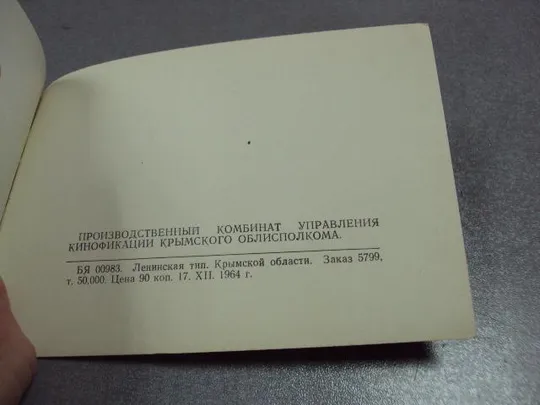 ПРОИЗВОДСТВЕННЫЙ КОМБИНАТ УПРАВЛЕНИЯ
КИНОФИКАЦИИ КРЫМСКОГО ОБЛИСПОЛКОМА.
БЯ 00983. Ленинская тип. Крымской области. Заказ 5799,
т. 50.000. Цена 90 коп. 17. XII. 1964 г.